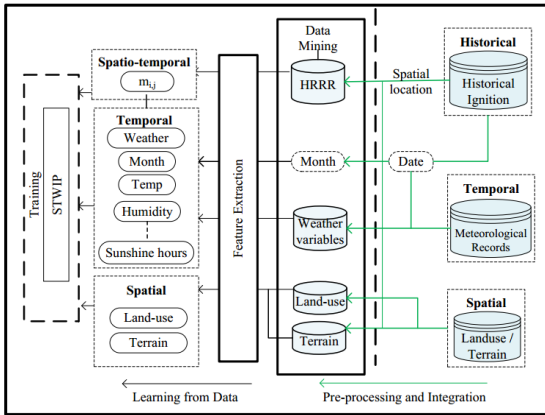 Data
Mining
HRRR
Historical
Historical
Ignition
Spatial
location
Spatio-temporal
m_i,j
Temporal
Weather
Month
Temp
Humidity
Sunshine hours
Training
STWIP
Feature Extraction
Month
Date
Weather
variables
Temporal
Meteorological
Records
Spatial
Land-use
Terrain
Land-use
Terrain
Spatial
Landuse /
Terrain
Learning from Data
Pre-processing and Integration